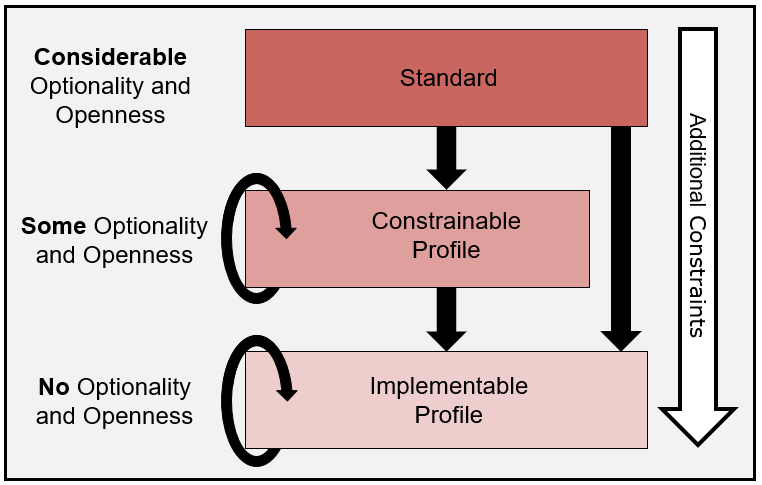 Considerable
Optionality and
Openness
Standard
Additional Constraints
Some Optionality
and Openness
Constrainable
Profile
No Optionality
and Openness
Implementable
Profile